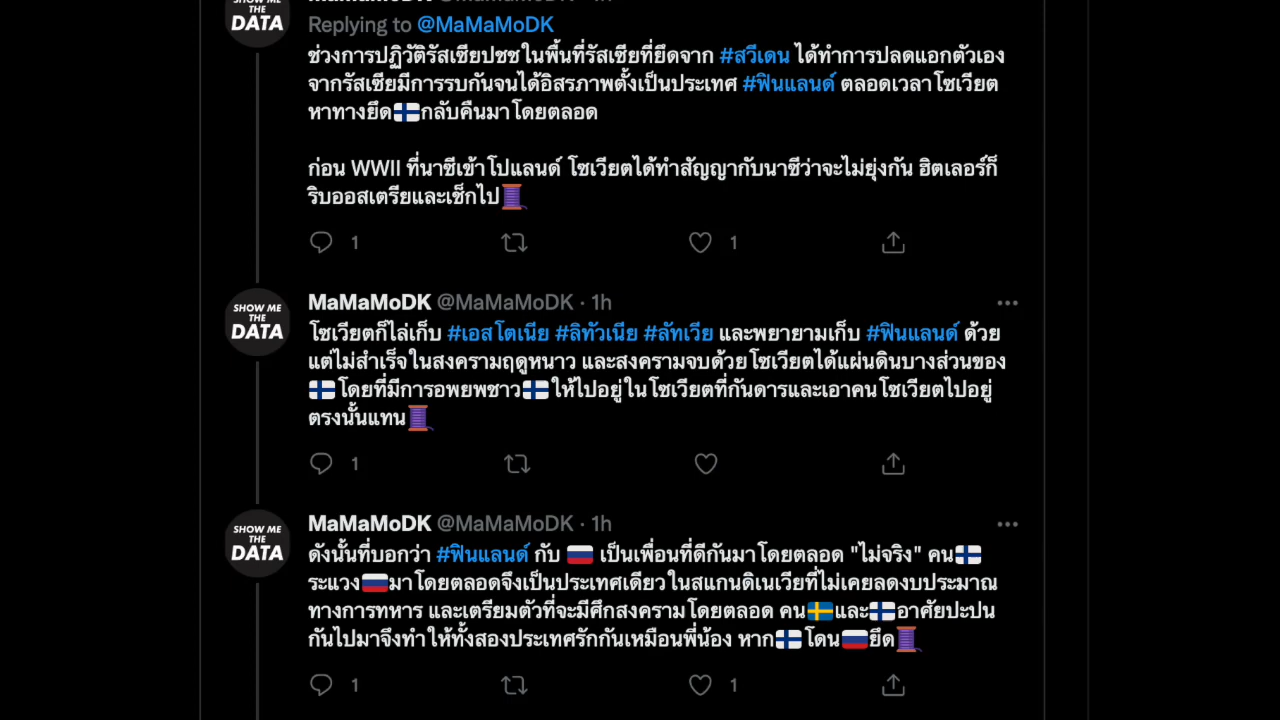 SHOW ME
THE
DATA
Replying to @MaMaMoDK
ช่วงการปฏิวัติรัสเซียปชชในพื้นที่รัสเซียที่ยึดจาก #สวีเดน ได้ทำการปลดแอกตัวเอง
จากรัสเซียมีการรบกันจนได้อิสรภาพตั้งเป็นประเทศ #ฟินแลนด์ ตลอดเวลาโซเวียต
หาทางยึด🇫🇮กลับคืนมาโดยตลอด
ก่อน WWII ที่นาซีเข้าโปแลนด์ โซเวียตได้ทำสัญญากับนาซีว่าจะไม่ยุ่งกัน ฮิตเลอร์ก็
ริบออสเตรียและเช็กไป🧵
1 1
SHOW ME
THE
DATA
MaMaMoDK @MaMaMoDK · 1h
โซเวียตก็ไล่เก็บ #เอสโตเนีย #ลิทัวเนีย #ลัทเวีย และพยายามเก็บ #ฟินแลนด์ ด้วย
แต่ไม่สำเร็จในสงครามฤดูหนาว และสงครามจบด้วยโซเวียตได้แผ่นดินบางส่วนของ
🇫🇮โดยที่มีการอพยพชาว🇫🇮ให้ไปอยู่ในโซเวียตที่กันดารและเอาคนโซเวียตไปอยู่
ตรงนั้นแทน🧵
1
SHOW ME
THE
DATA
MaMaMoDK @MaMaMoDK · 1h
ดังนั้นที่บอกว่า #ฟินแลนด์ กับ 🇷🇺 เป็นเพื่อนที่ดีกันมาโดยตลอด "ไม่จริง" คน🇫🇮
ระแวง🇷🇺มาโดยตลอดจึงเป็นประเทศเดียวในสแกนดิเนเวียที่ไม่เคยลดงบประมาณ
ทางการทหาร และเตรียมตัวที่จะมีศึกสงครามโดยตลอด คน🇸🇪และ🇫🇮อาศัยปะปน
กันไปมาจึงทำให้ทั้งสองประเทศรักกันเหมือนพี่น้อง หาก🇫🇮โดน🇷🇺ยึด🧵
1 1